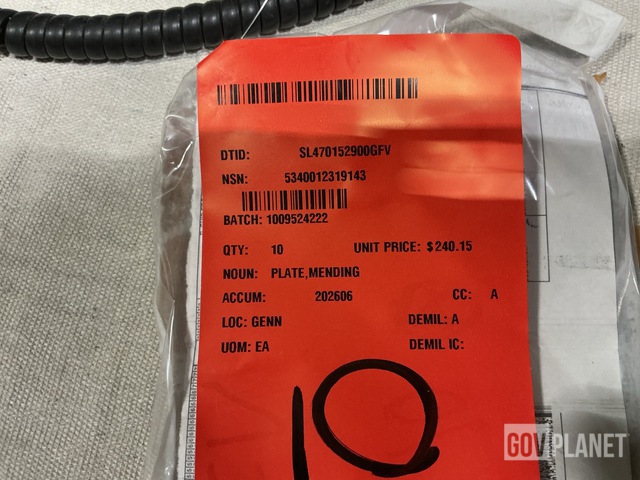 DTID: SL470152900GFV
NSN: 5340012319143
BATCH: 1009524222
QTY: 10 UNIT PRICE: $240.15
NOUN: PLATE,MENDING
ACCUM: 202606 CC: A
LOC: GENN DEMIL: A
UOM: EA DEMIL IC:
10
GOVPLANET